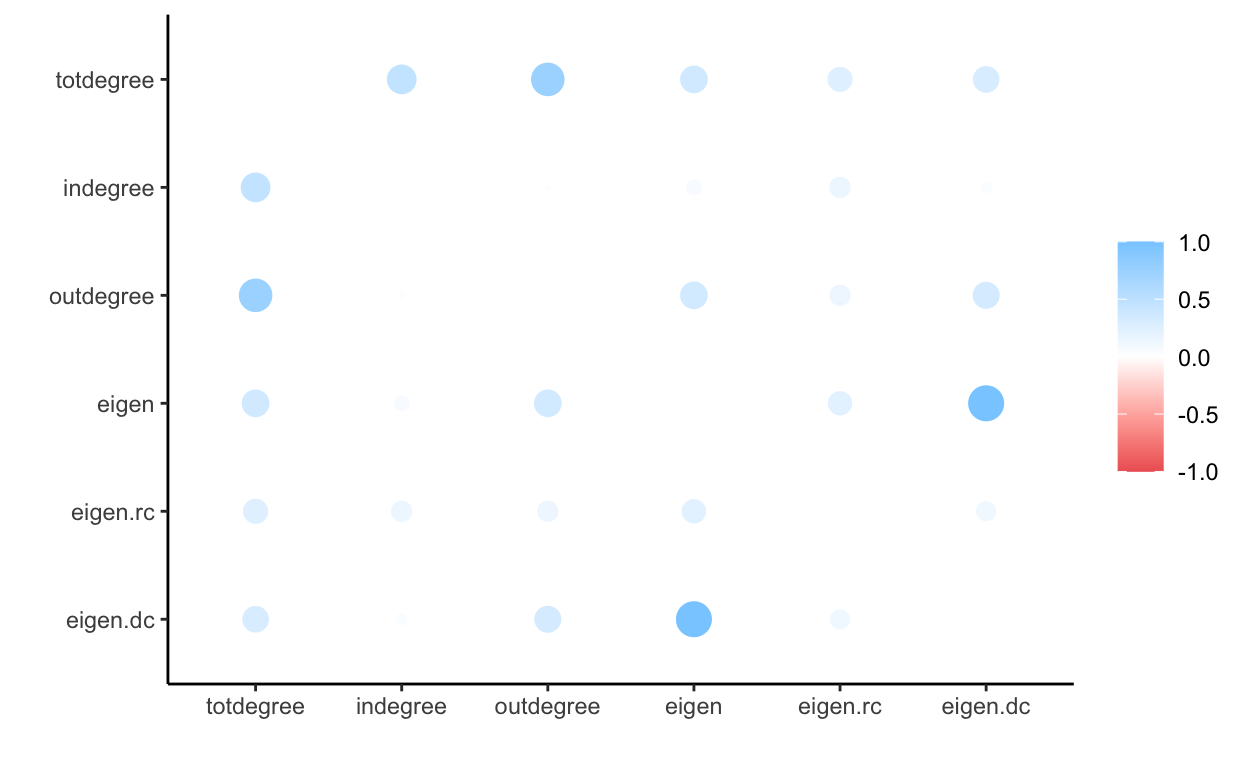 totdegree
indegree
outdegree
eigen
eigen.rc
eigen.dc
totdegree indegree outdegree eigen eigen.rc eigen.dc
1.0
0.5
0.0
-0.5
-1.0